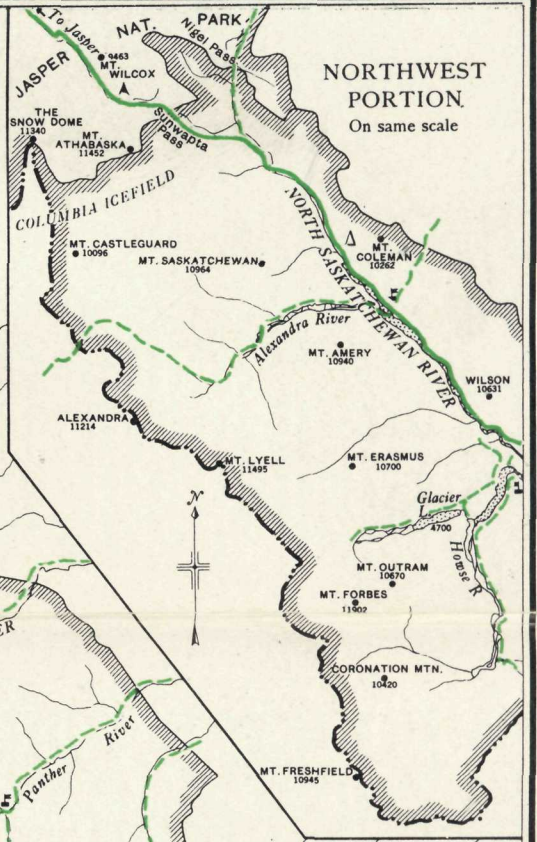 To Jasper
NAT. PARK
JASPER
Nigel Pass
9463
MT.
WILCOX
NORTHWEST
PORTION
On same scale
THE
SNOW DOME
11340
MT.
ATHABASKA
11452
Sunwapta
Pass
COLUMBIA ICEFIELD
MT. CASTLEGUARD
10096
MT. SASKATCHEWAN
10964
NORTH SASKATCHEWAN RIVER
MT.
COLEMAN
10262
Alexandra River
MT. AMERY
10940
WILSON
10631
ALEXANDRA
11214
MT. LYELL
11495
MT. ERASMUS
10700
N
Glacier
L.
4700
Howse R
MT. OUTRAM
10670
MT. FORBES
11902
CORONATION MTN.
10420
MT. FRESHFIELD
10945
ER
Panther River